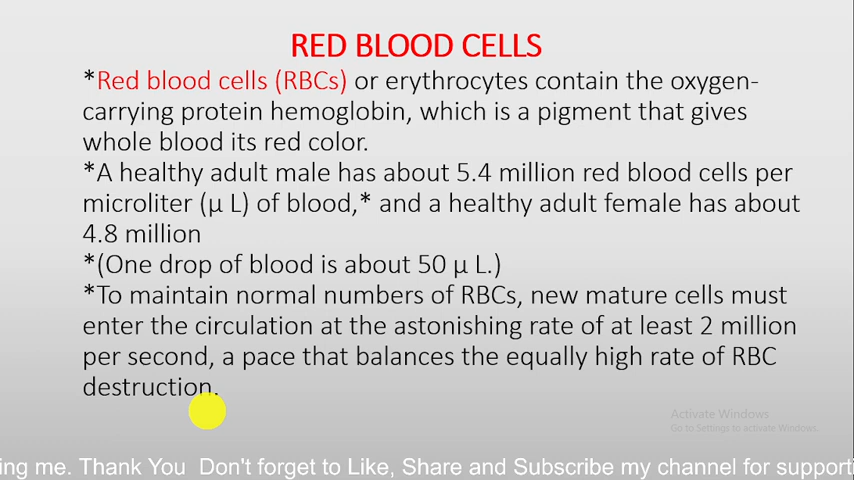 RED BLOOD CELLS
*Red blood cells (RBCs) or erythrocytes contain the oxygen-
carrying protein hemoglobin, which is a pigment that gives
whole blood its red color.
*A healthy adult male has about 5.4 million red blood cells per
microliter (μ L) of blood,* and a healthy adult female has about
4.8 million
*(One drop of blood is about 50 μ L.)
*To maintain normal numbers of RBCs, new mature cells must
enter the circulation at the astonishing rate of at least 2 million
per second, a pace that balances the equally high rate of RBC
destruction.
Activate Windows
Go to Settings to activate Windows.
ing me. Thank You Don't forget to Like, Share and Subscribe my channel for supporti